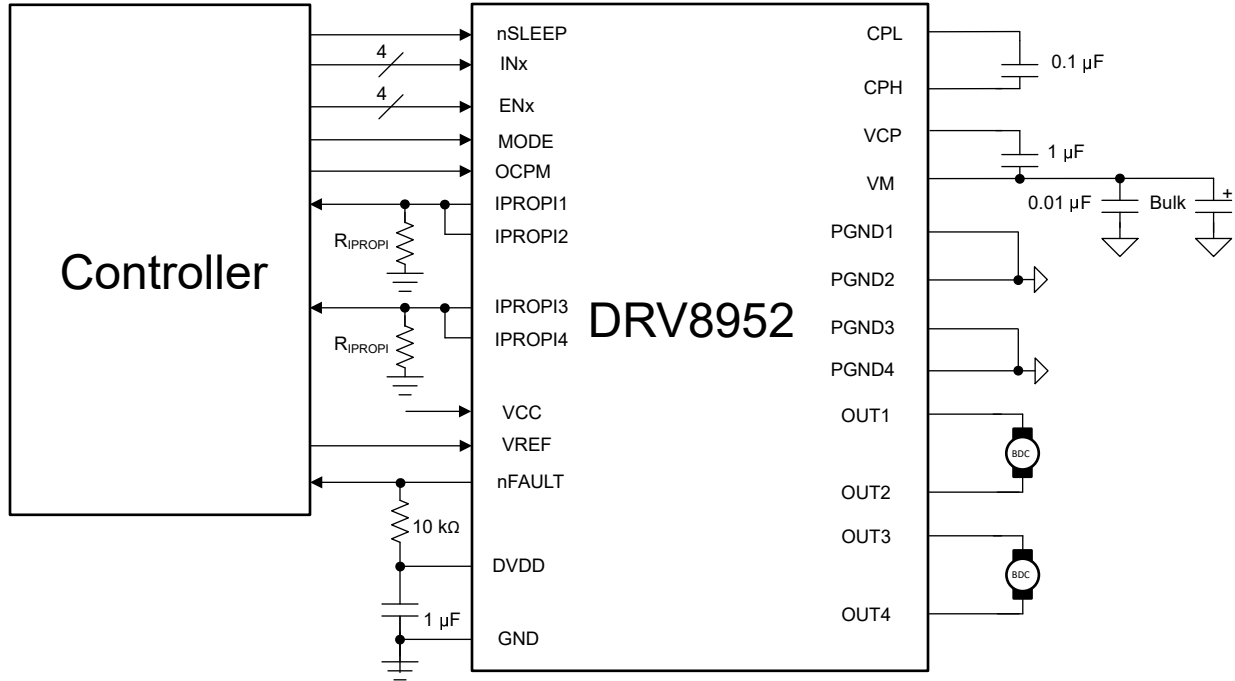 nSLEEP
CPL
4
INx
0.1 µF
CPH
4
ENx
VCP
MODE
1 µF
OCPM
VM
IPROPI1
0.01 µF
Bulk
+
RIPROPI
IPROPI2
PGND1
Controller
PGND2
IPROPI3
DRV8952
PGND3
RIPROPI
IPROPI4
PGND4
VCC
OUT1
VREF
BDC
nFAULT
OUT2
10 kΩ
OUT3
DVDD
BDC
1 µF
OUT4
GND